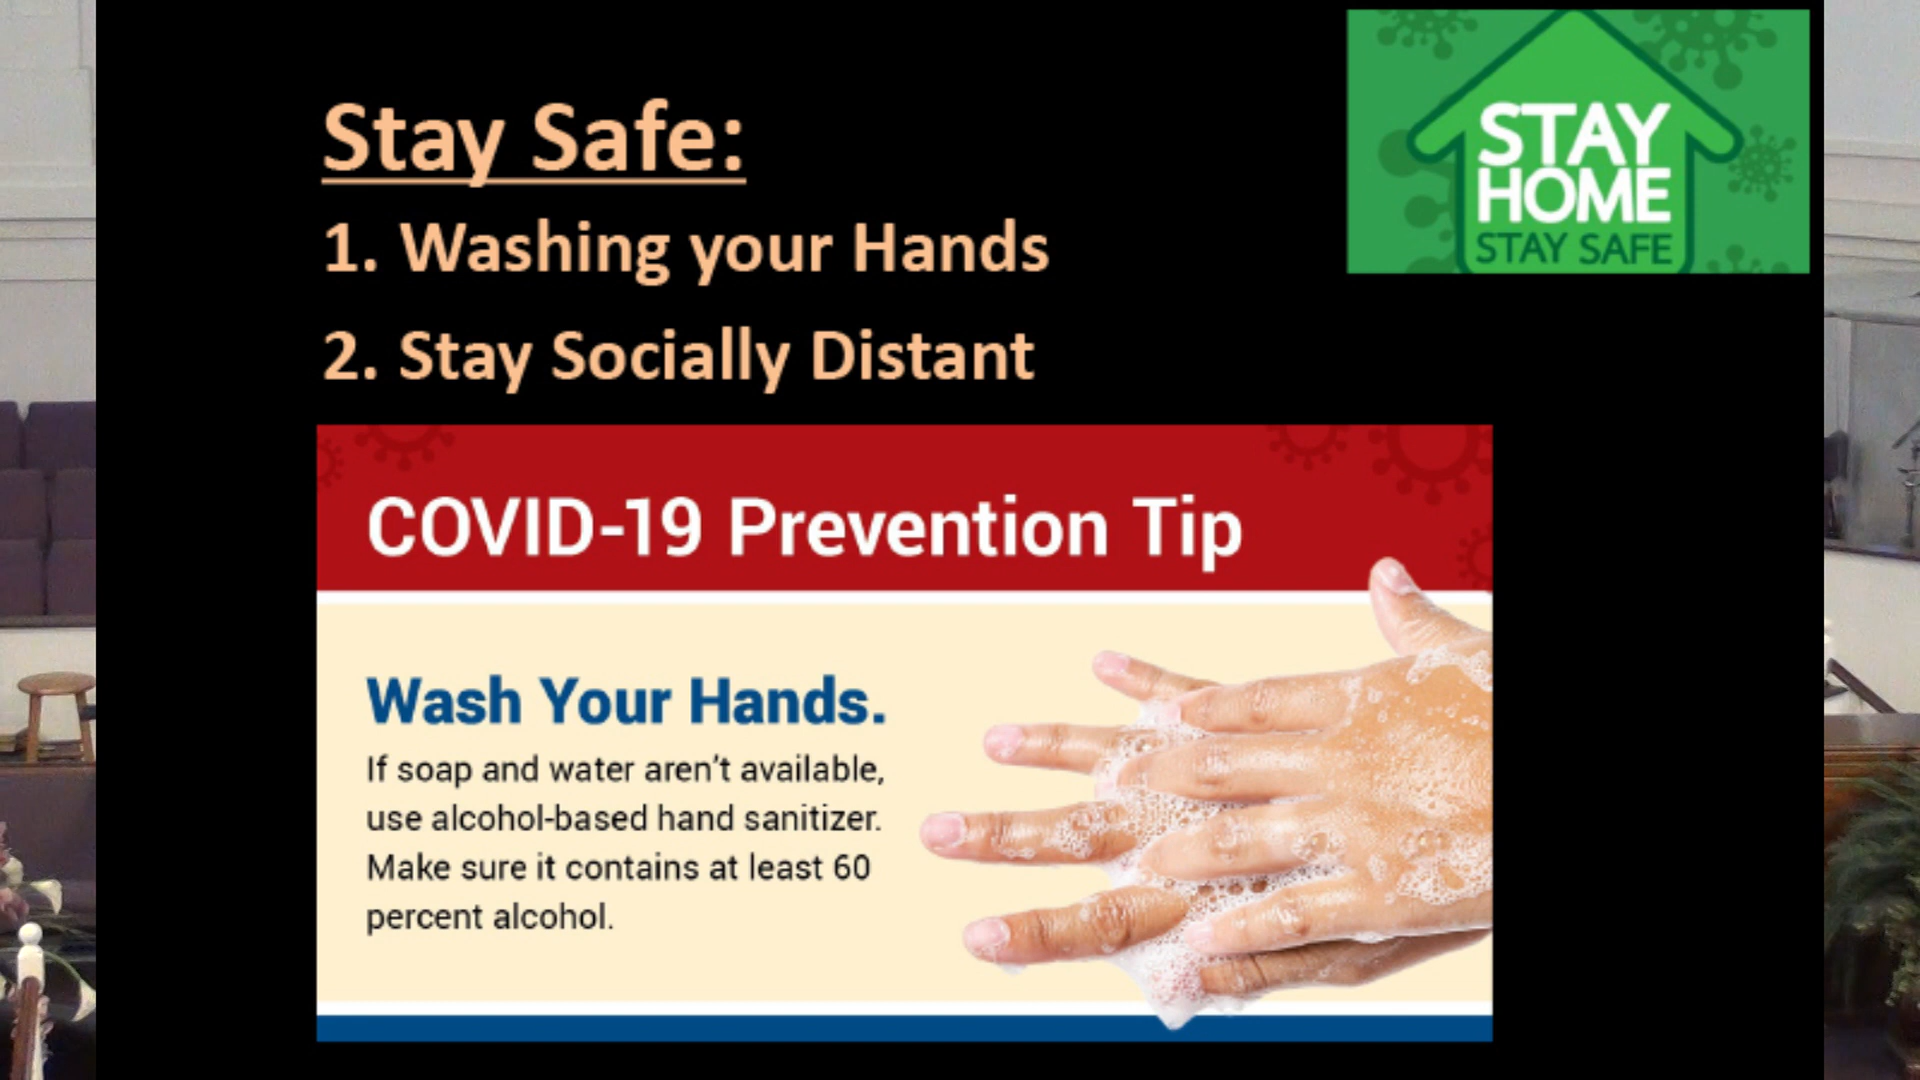 Stay Safe:
1. Washing your Hands
2. Stay Socially Distant
STAY
HOME
STAY SAFE
COVID-19 Prevention Tip
Wash Your Hands.
If soap and water aren't available,
use alcohol-based hand sanitizer.
Make sure it contains at least 60
percent alcohol.